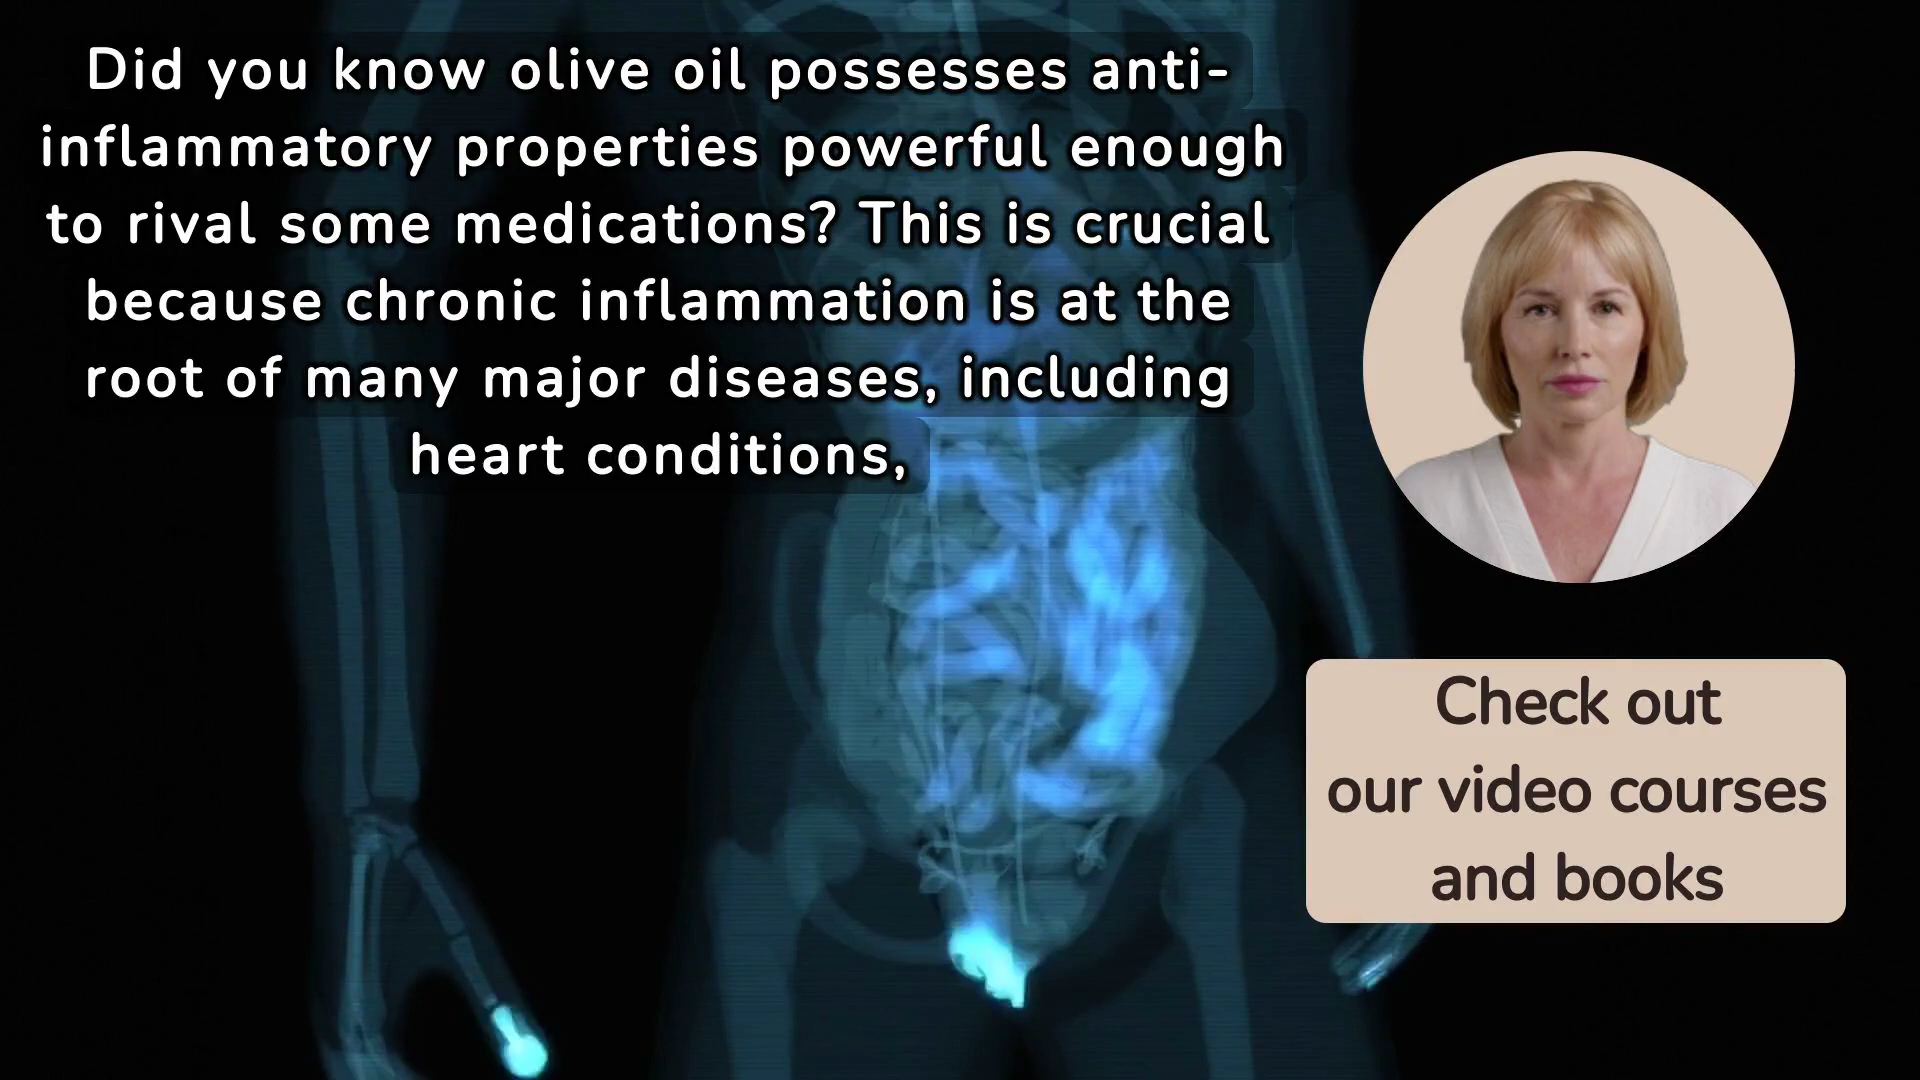 Did you know olive oil possesses anti-
inflammatory properties powerful enough
to rival some medications? This is crucial
because chronic inflammation is at the
root of many major diseases, including
heart conditions,
Check out
our video courses
and books